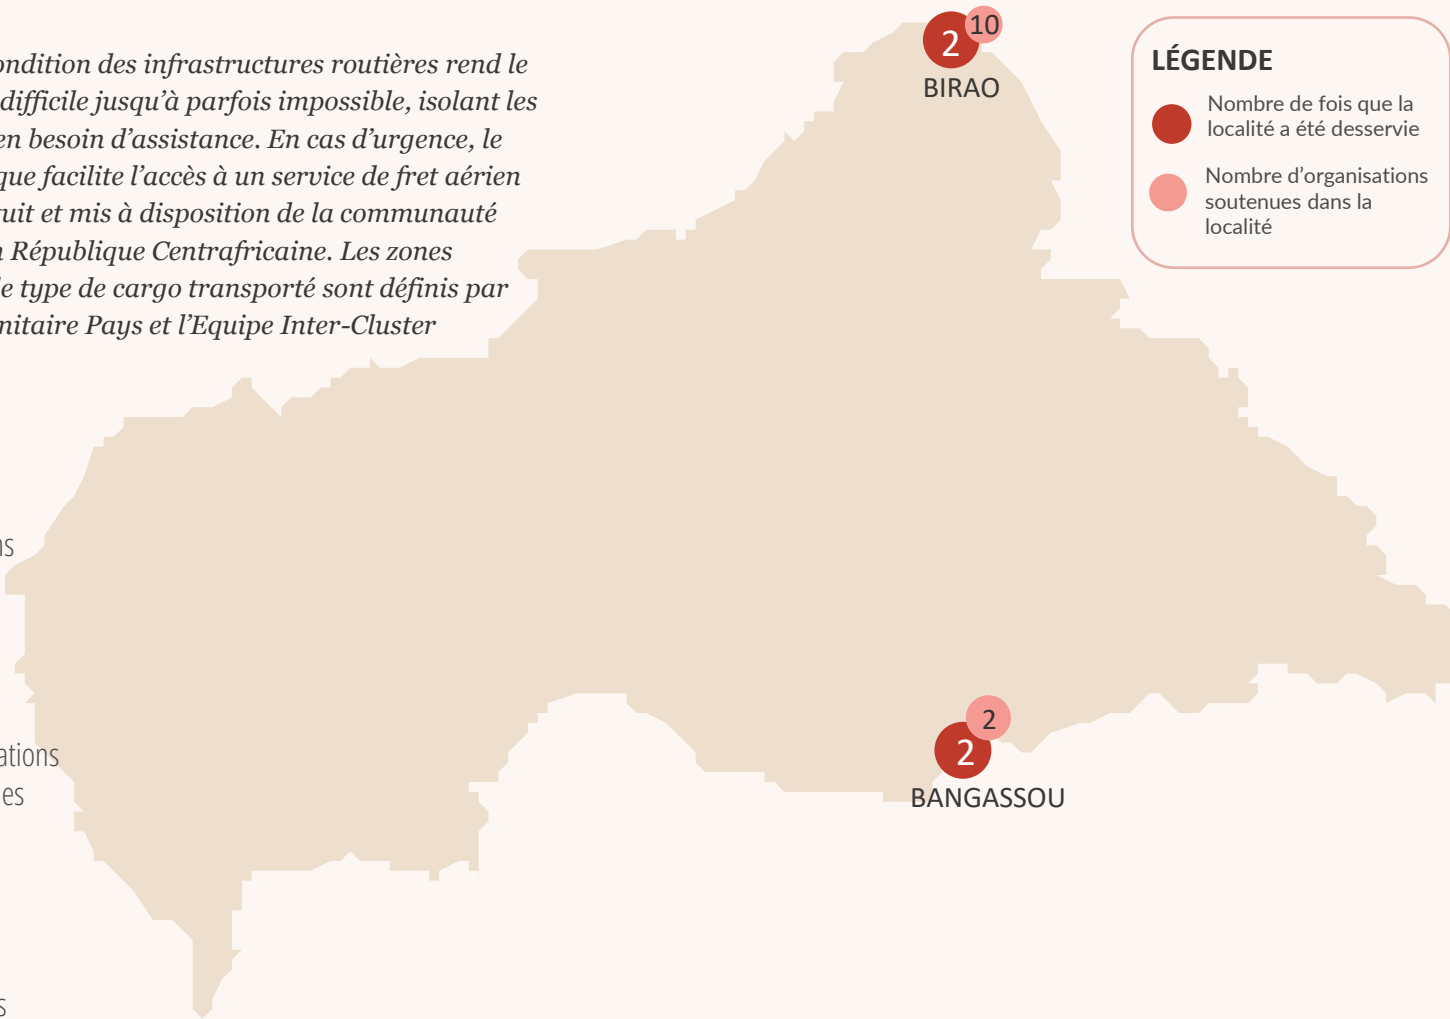 ondition des infrastructures routières rend le
difficile jusqu’à parfois impossible, isolant les
en besoin d’assistance. En cas d’urgence, le
que facilite l’accès à un service de fret aérien
uit et mis à disposition de la communauté
n République Centrafricaine. Les zones
e type de cargo transporté sont définis par
nitaire Pays et l’Equipe Inter-Cluster
10
2
BIRAO
LÉGENDE
Nombre de fois que la
localité a été desservie
Nombre d’organisations
soutenues dans la
localité
ns
ations
es
s
2
2
BANGASSOU